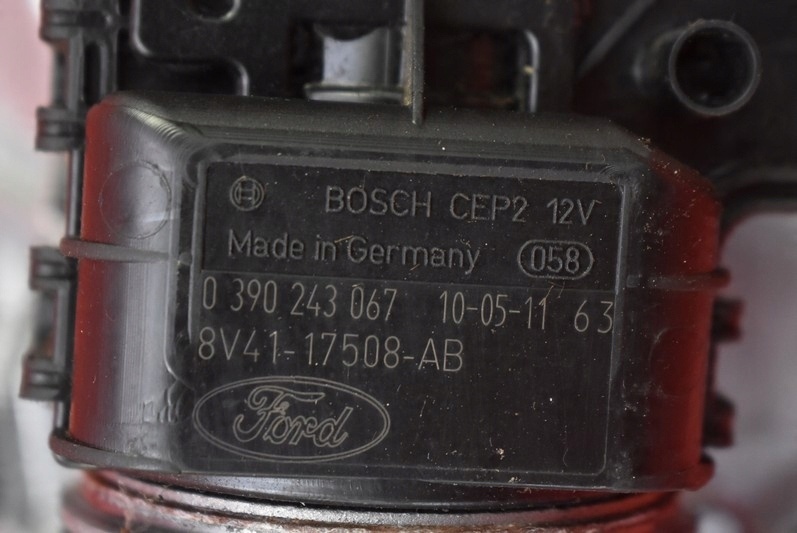 BOSCH CEP2 12V
Made in Germany 058
0 390 243 067 10-05-11 63
8V41-17508-AB
Ford